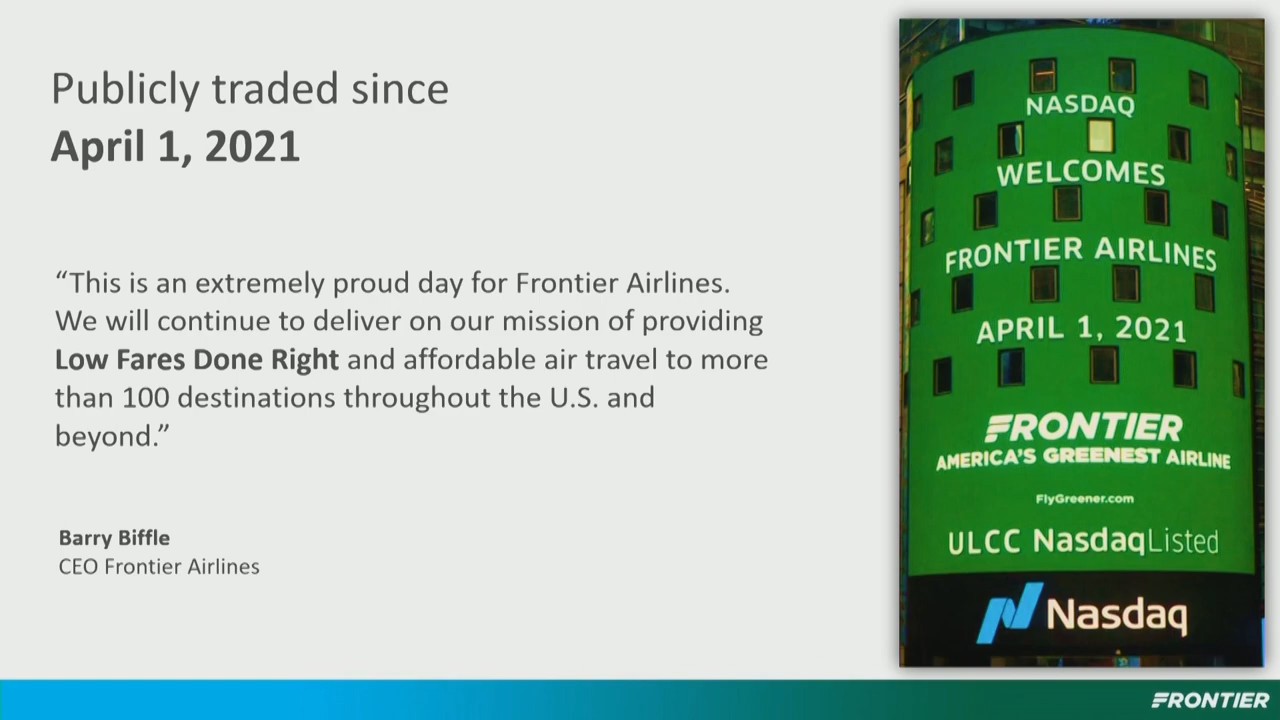 Publicly traded since
April 1, 2021
“This is an extremely proud day for Frontier Airlines.
We will continue to deliver on our mission of providing
Low Fares Done Right and affordable air travel to more
than 100 destinations throughout the U.S. and
beyond.”
Barry Biffle
CEO Frontier Airlines
NASDAQ
WELCOMES
FRONTIER AIRLINES
APRIL 1, 2021
FRONTIER
AMERICA'S GREENEST AIRLINE
FlyGreener.com
ULCC NasdaqListed
Nasdaq
FRONTIER